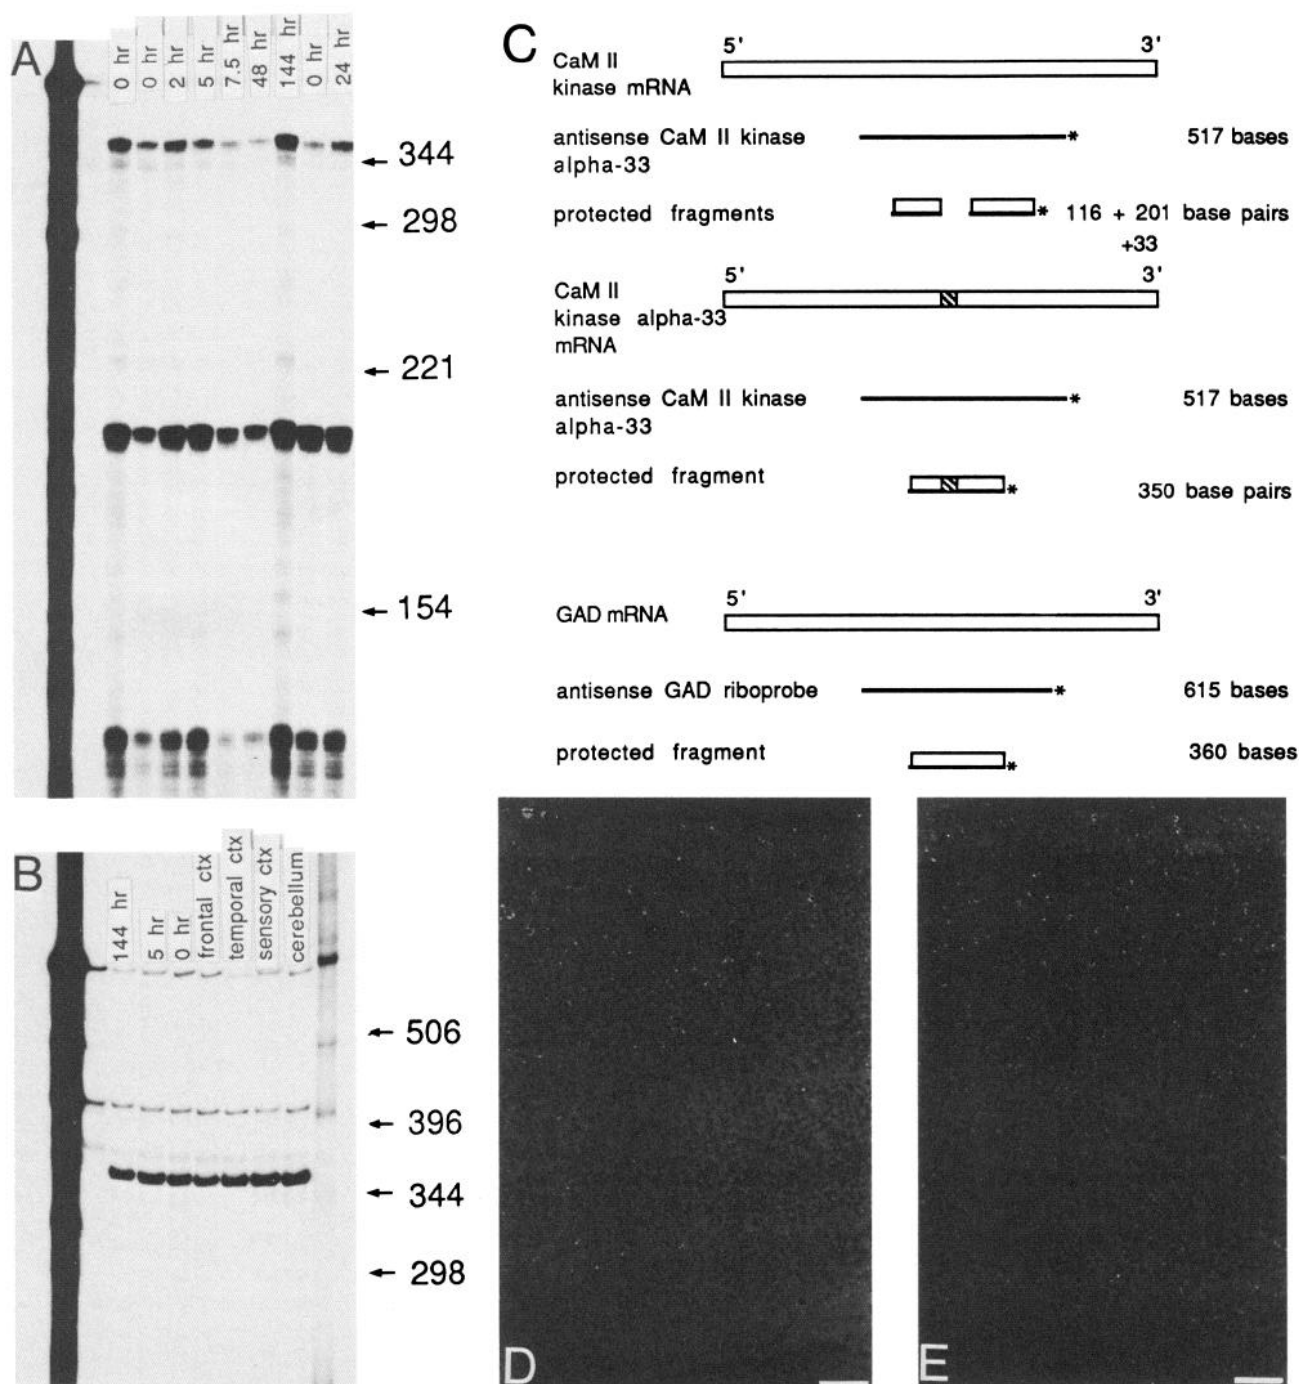 A
0 hr
0 hr
2 hr
5 hr
7.5 hr
48 hr
144 hr
0 hr
24 hr
← 344
← 298
← 221
← 154
B
144 hr
5 hr
0 hr
frontal ctx
temporal ctx
sensory ctx
cerebellum
← 506
← 396
← 344
← 298
C
5' 3'
CaM II
kinase mRNA
antisense CaM II kinase * 517 bases
alpha-33
protected fragments * 116 + 201 base pairs
+33
5' 3'
CaM II
kinase alpha-33
mRNA
antisense CaM II kinase * 517 bases
alpha-33
protected fragment * 350 base pairs
5' 3'
GAD mRNA
antisense GAD riboprobe * 615 bases
protected fragment * 360 bases
D
E